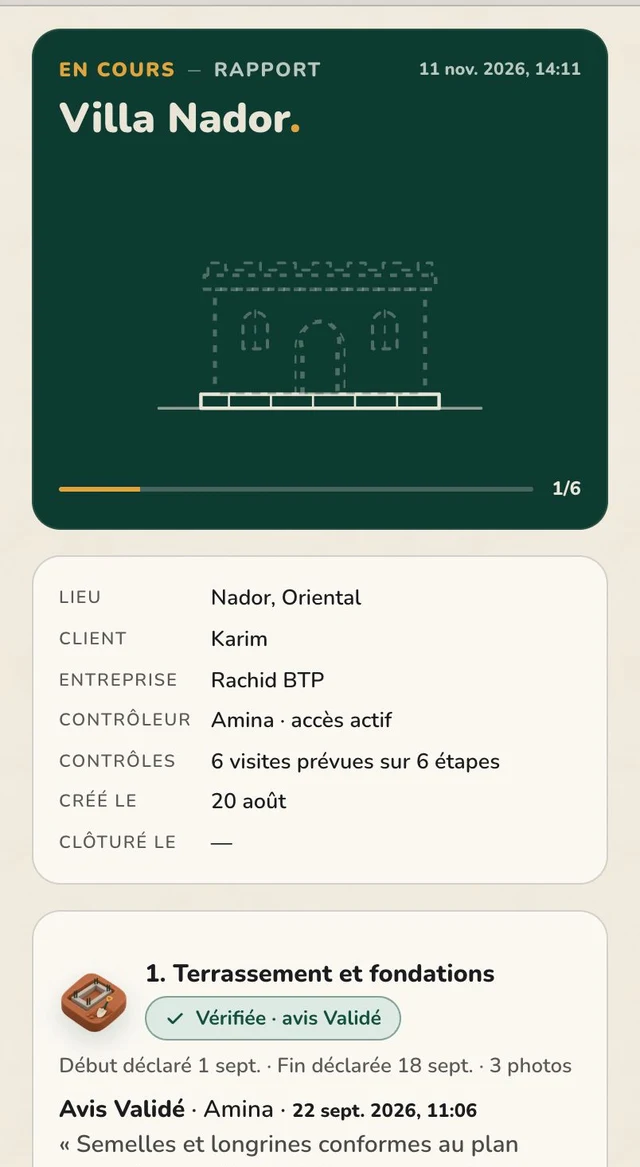 EN COURS — RAPPORT
11 nov. 2026, 14:11
Villa Nador.
1/6
LIEU Nador, Oriental
CLIENT Karim
ENTREPRISE Rachid BTP
CONTRÔLEUR Amina · accès actif
CONTRÔLES 6 visites prévues sur 6 étapes
CRÉÉ LE 20 août
CLÔTURÉ LE —
1. Terrassement et fondations
Vérifiée · avis Validé
Début déclaré 1 sept. · Fin déclarée 18 sept. · 3 photos
Avis Validé · Amina · 22 sept. 2026, 11:06
« Semelles et longrines conformes au plan